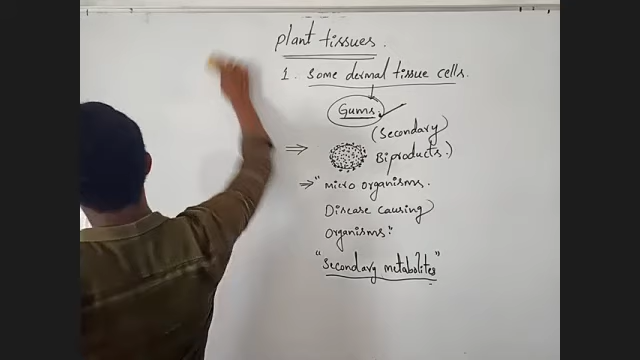 plant tissues.
1. Some dermal tissue cells.
Gums.
(Secondary
Biproducts.)
⇒
⇒ "micro organisms.
Disease causing
organisms."
"Secondary metabolites"